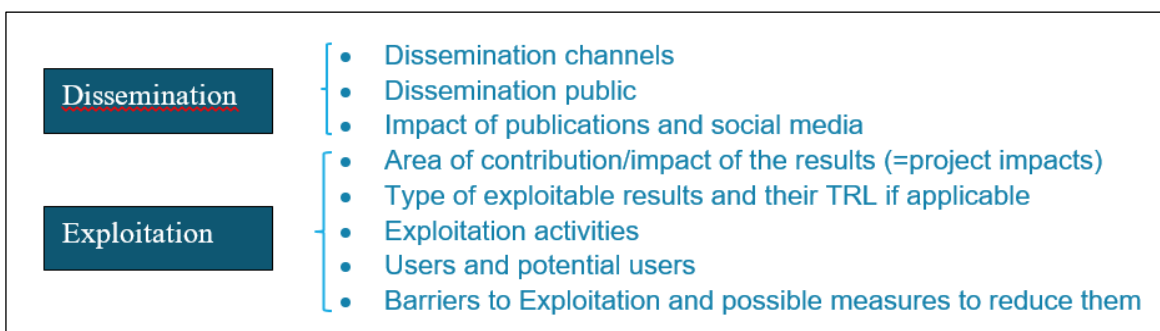 Dissemination
• Dissemination channels
• Dissemination public
• Impact of publications and social media
Exploitation
• Area of contribution/impact of the results (=project impacts)
• Type of exploitable results and their TRL if applicable
• Exploitation activities
• Users and potential users
• Barriers to Exploitation and possible measures to reduce them